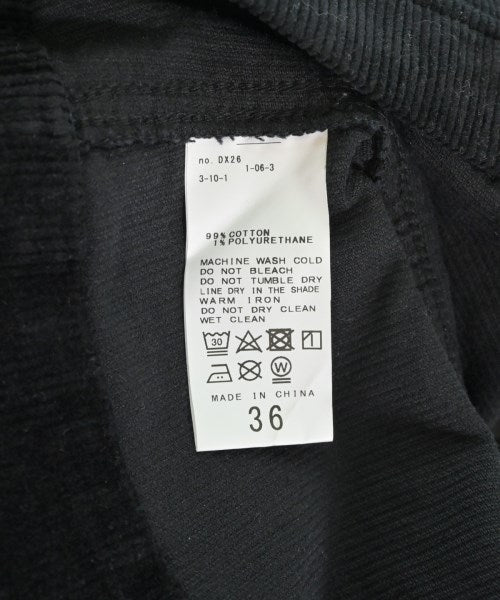 no. DX26
1-06-3
3-10-1
99% COTTON
1% POLYURETHANE
MACHINE WASH COLD
DO NOT BLEACH
DO NOT TUMBLE DRY
LINE DRY IN THE SHADE
WARM IRON
DO NOT DRY CLEAN
WET CLEAN
30
W
MADE IN CHINA
36